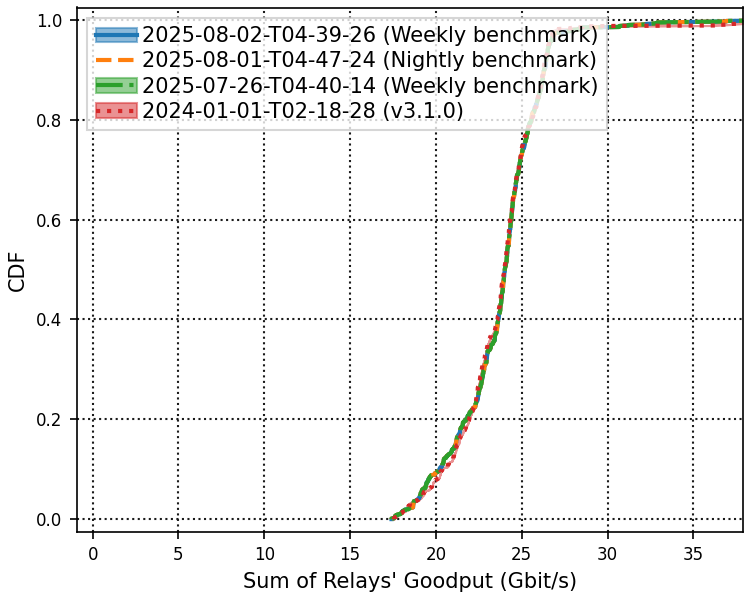 2025-08-02-T04-39-26 (Weekly benchmark)
2025-08-01-T04-47-24 (Nightly benchmark)
2025-07-26-T04-40-14 (Weekly benchmark)
2024-01-01-T02-18-28 (v3.1.0)
1.0
0.8
0.6
0.4
0.2
0.0
CDF
0 5 10 15 20 25 30 35
Sum of Relays' Goodput (Gbit/s)